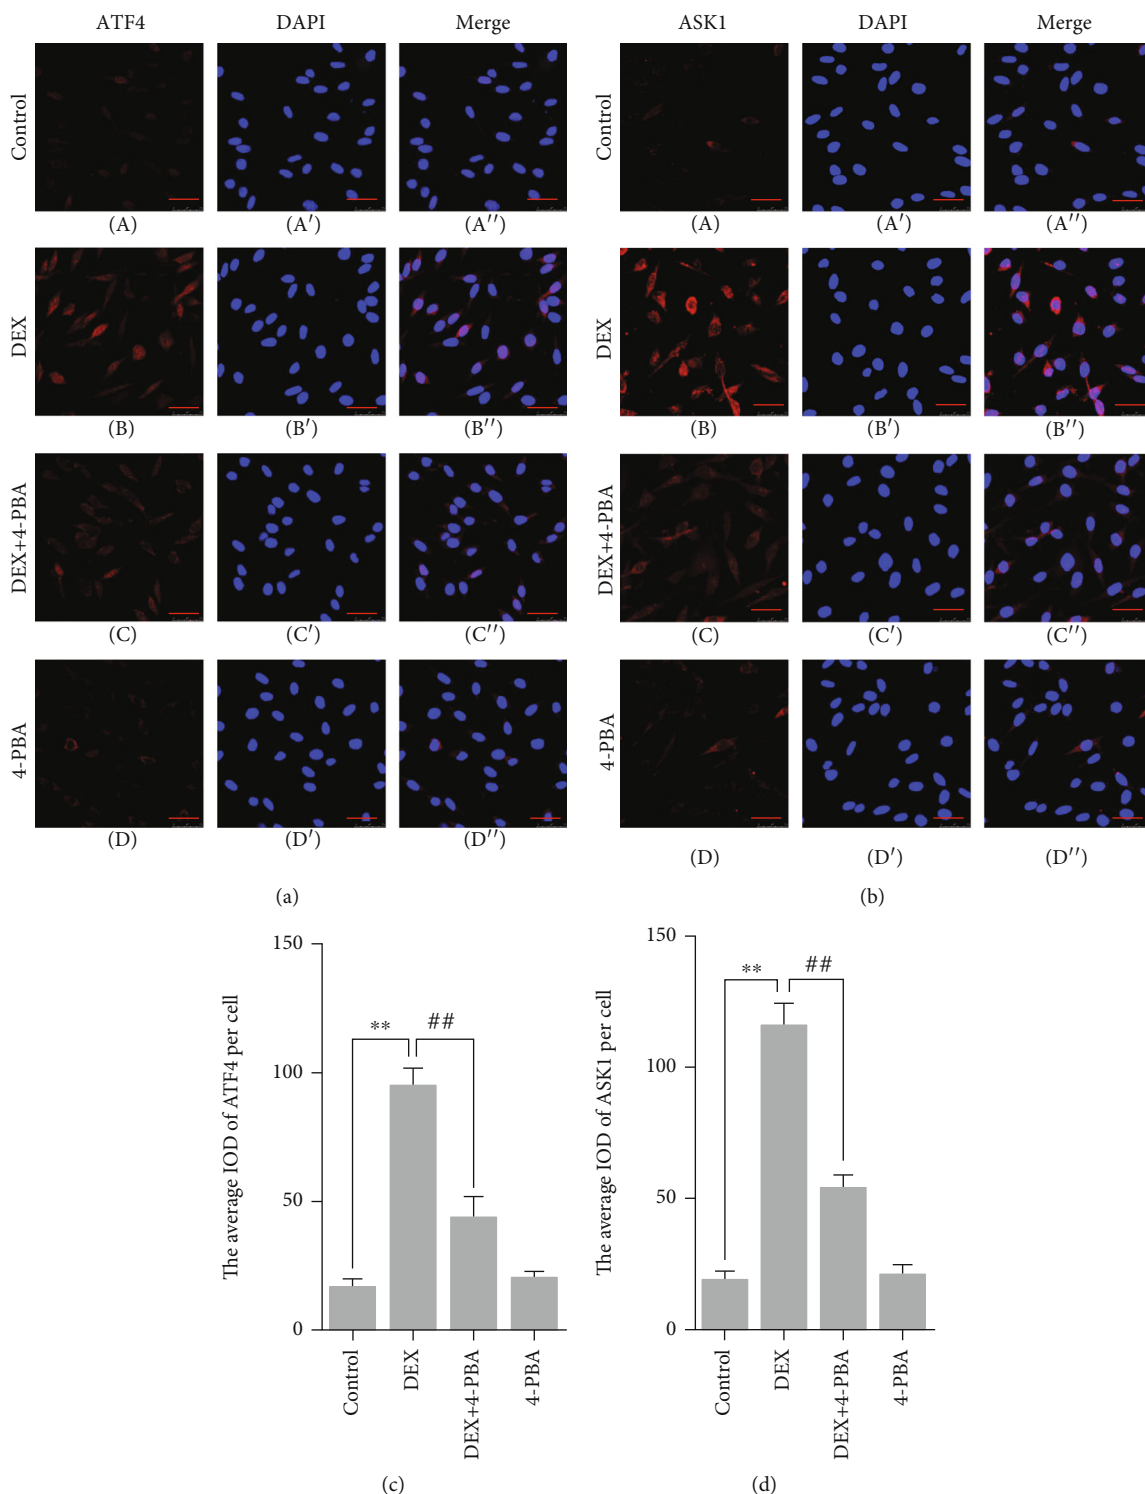 ATF4 DAPI Merge
Control
(A) (A′) (A′′)
DEX
(B) (B′) (B′′)
DEX+4-PBA
(C) (C′) (C′′)
4-PBA
(D) (D′) (D′′)
(a)
ASK1 DAPI Merge
Control
(A) (A′) (A′′)
DEX
(B) (B′) (B′′)
DEX+4-PBA
(C) (C′) (C′′)
4-PBA
(D) (D′) (D′′)
(b)
The average IOD of ATF4 per cell
150
100
50
0
** ##
Control
DEX
DEX+4-PBA
4-PBA
(c)
The average IOD of ASK1 per cell
150
100
50
0
** ##
Control
DEX
DEX+4-PBA
4-PBA
(d)